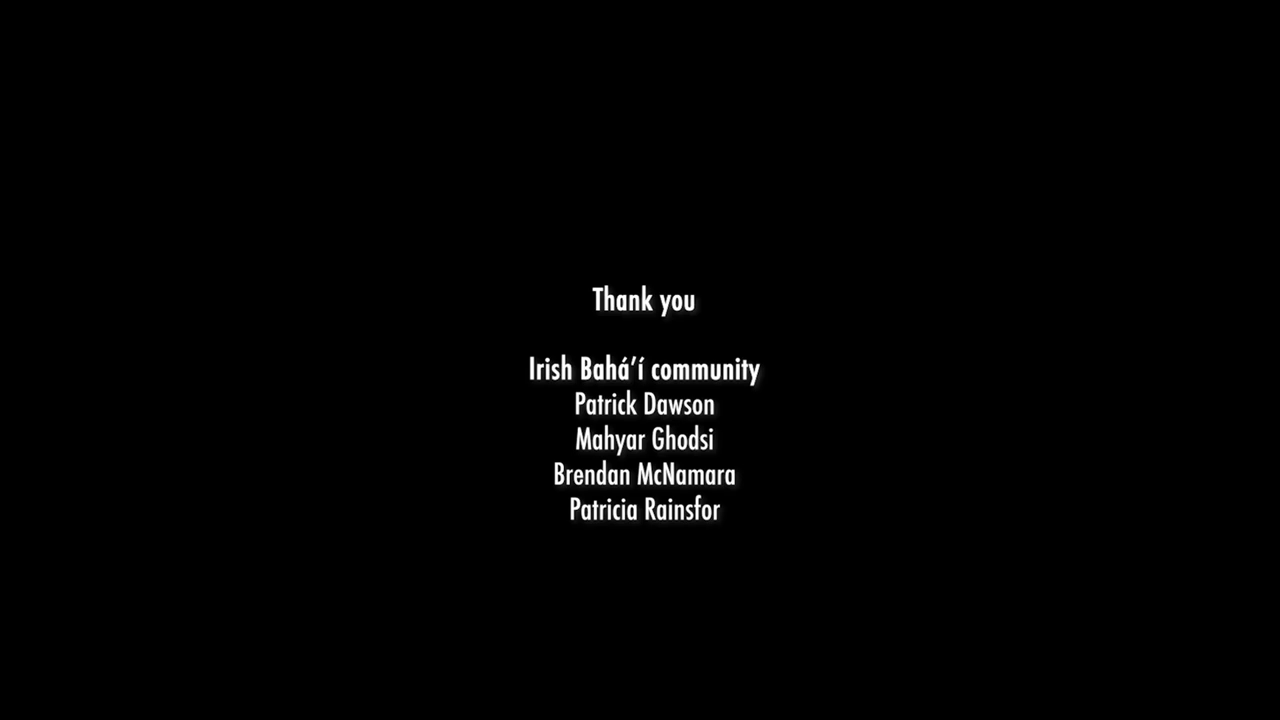 Thank you
Irish Bahá’í community
Patrick Dawson
Mahyar Ghodsi
Brendan McNamara
Patricia Rainsfor